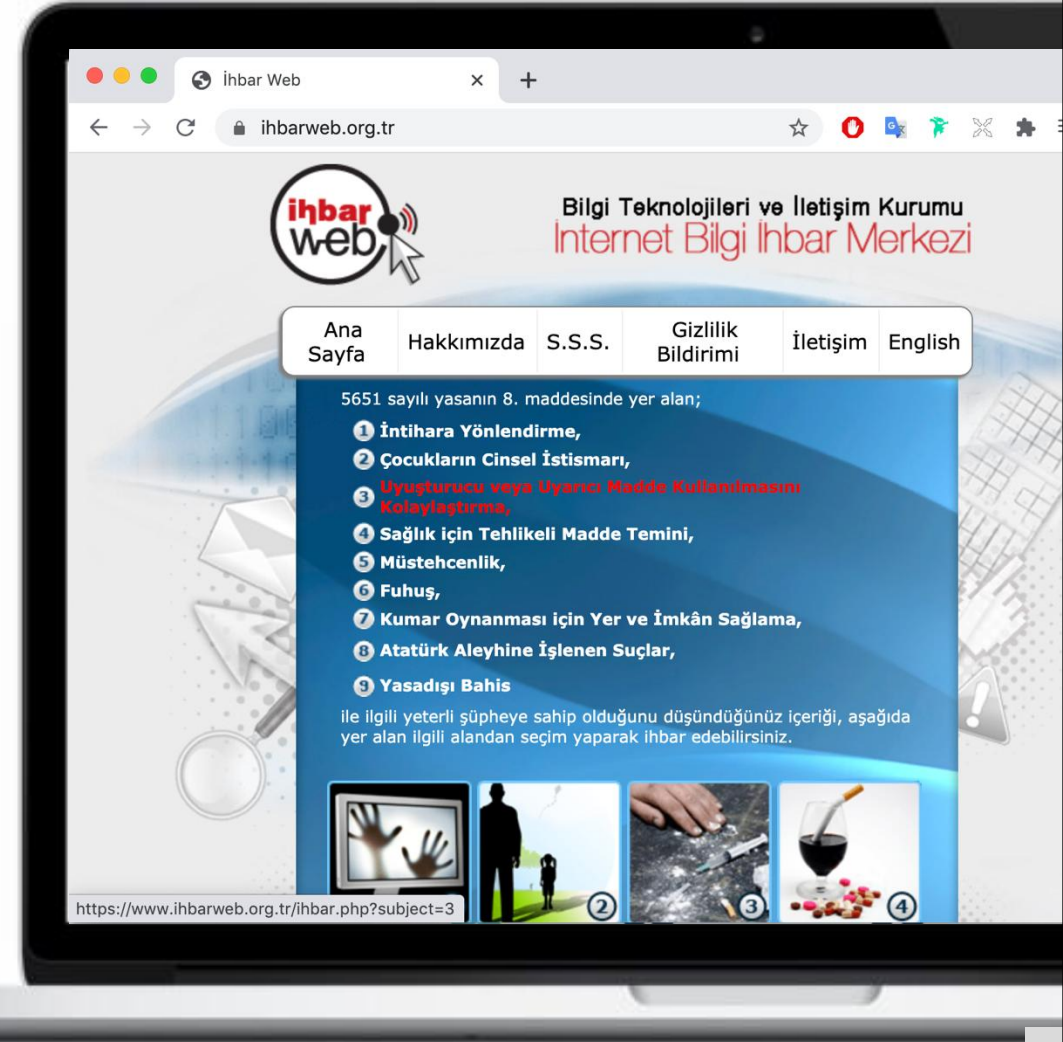 İhbar Web
ihbarweb.org.tr
ihbar
web
Bilgi Teknolojileri ve İletişim Kurumu
İnternet Bilgi İhbar Merkezi
Ana
Sayfa
Hakkımızda
S.S.S.
Gizlilik
Bildirimi
İletişim
English
5651 sayılı yasanın 8. maddesinde yer alan;
1 İntihara Yönlendirme,
2 Çocukların Cinsel İstismarı,
3 Uyuşturucu veya Uyarıcı Madde Kullanılmasını
Kolaylaştırma,
4 Sağlık için Tehlikeli Madde Temini,
5 Müstehcenlik,
6 Fuhuş,
7 Kumar Oynanması için Yer ve İmkân Sağlama,
8 Atatürk Aleyhine İşlenen Suçlar,
9 Yasadışı Bahis
ile ilgili yeterli şüpheye sahip olduğunu düşündüğünüz içeriği, aşağıda
yer alan ilgili alandan seçim yaparak ihbar edebilirsiniz.
2
3
4
https://www.ihbarweb.org.tr/ihbar.php?subject=3